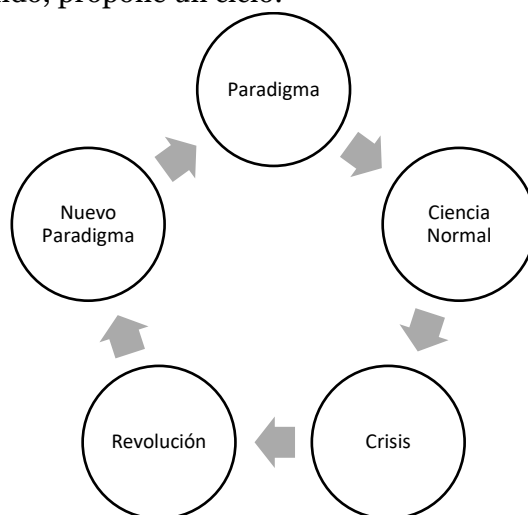 propone un ciclo.
Paradigma
Ciencia
Normal
Crisis
Revolución
Nuevo
Paradigma